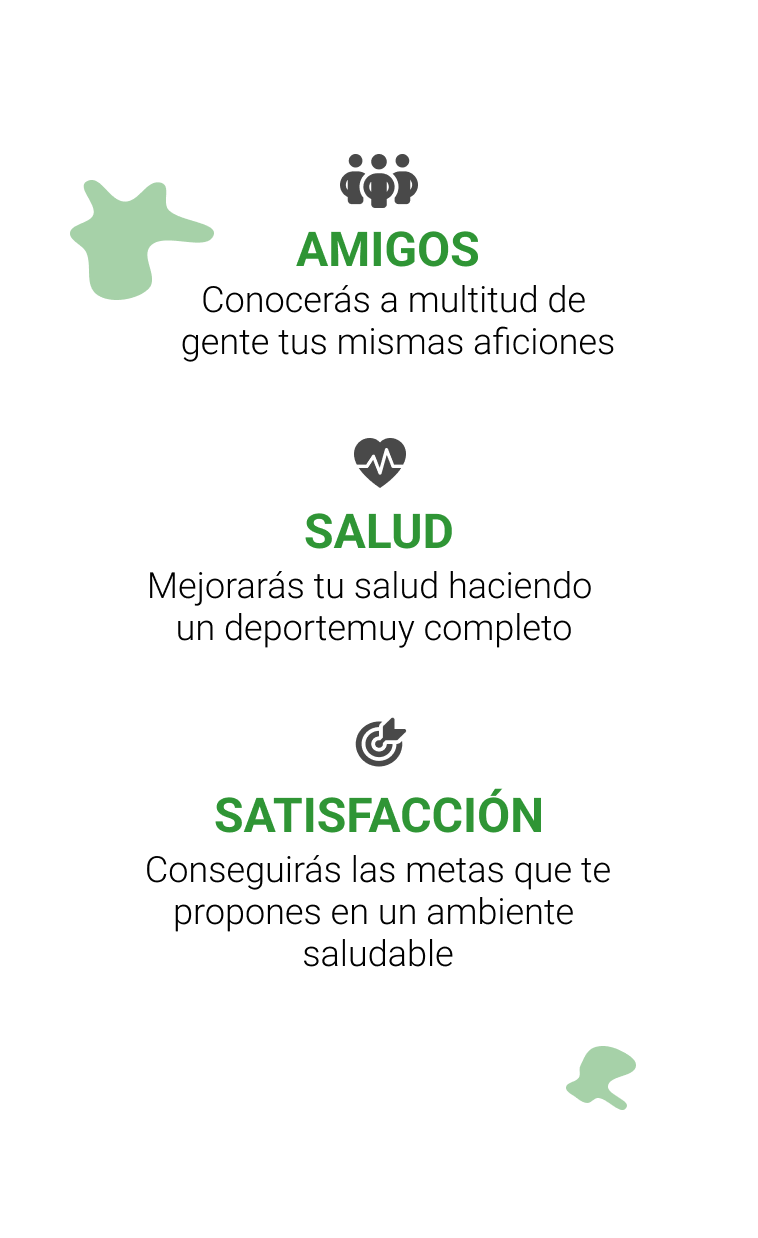 AMIGOS
Conocerás a multitud de
gente tus mismas aficiones
SALUD
Mejorarás tu salud haciendo
un deportemuy completo
SATISFACCIÓN
Conseguirás las metas que te
propones en un ambiente
saludable